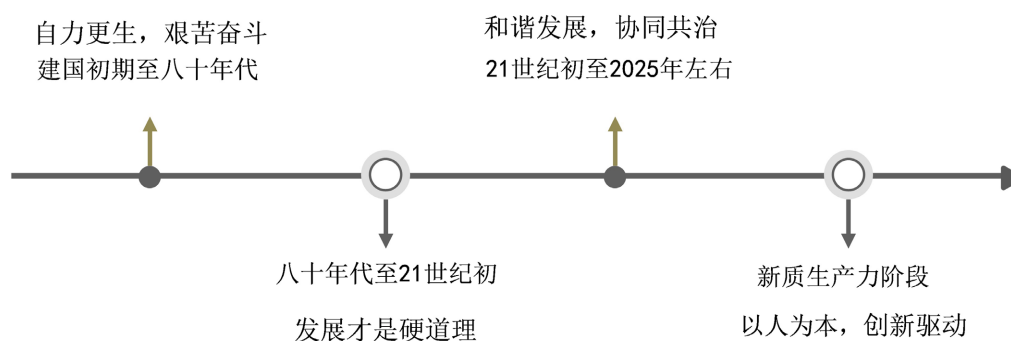 自力更生，艰苦奋斗
建国初期至八十年代
八十年代至21世纪初
发展才是硬道理
和谐发展，协同共治
21世纪初至2025年左右
新质生产力阶段
以人为本，创新驱动